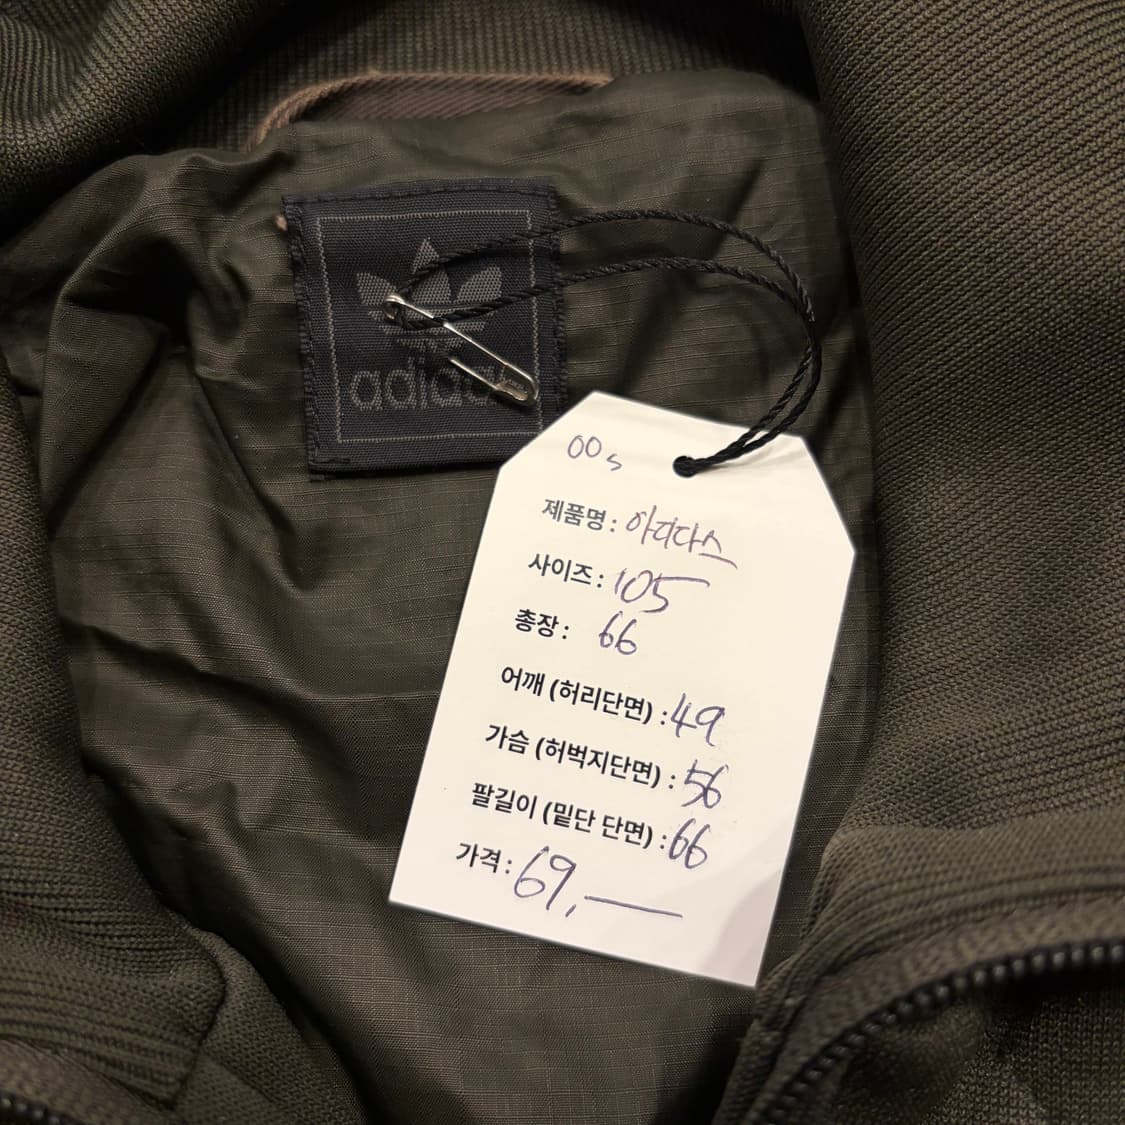 adidas
00s
제품명 : 아디다스
사이즈 : 105
총장 : 66
어깨 (허리단면) : 49
가슴 (허벅지단면) : 56
팔길이 (밑단 단면) : 66
가격 : 69,—